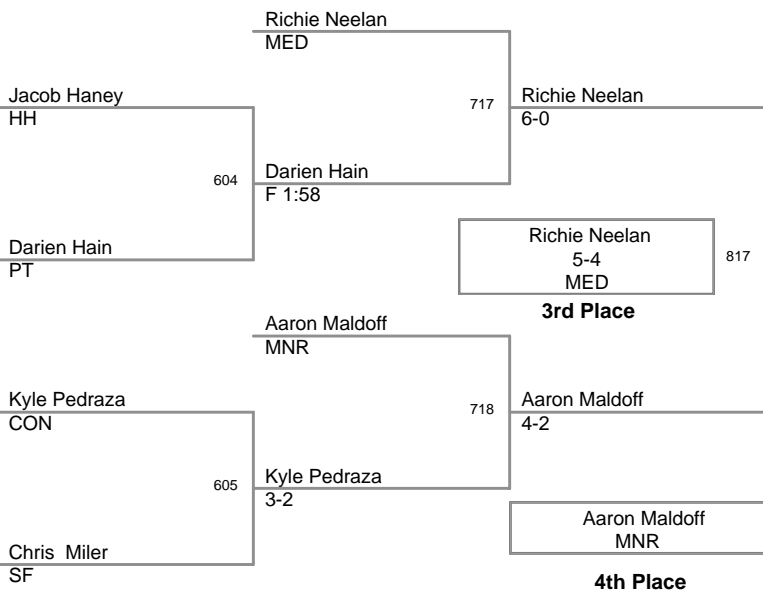 Richie Neelan
MED
Jacob Haney
HH
717
Richie Neelan
6-0
604
Darien Hain
F 1:58
Darien Hain
PT
Richie Neelan
5-4
MED
817
3rd Place
Aaron Maldoff
MNR
Kyle Pedraza
CON
718
Aaron Maldoff
4-2
605
Kyle Pedraza
3-2
Aaron Maldoff
MNR
Chris  Miler
SF
4th Place